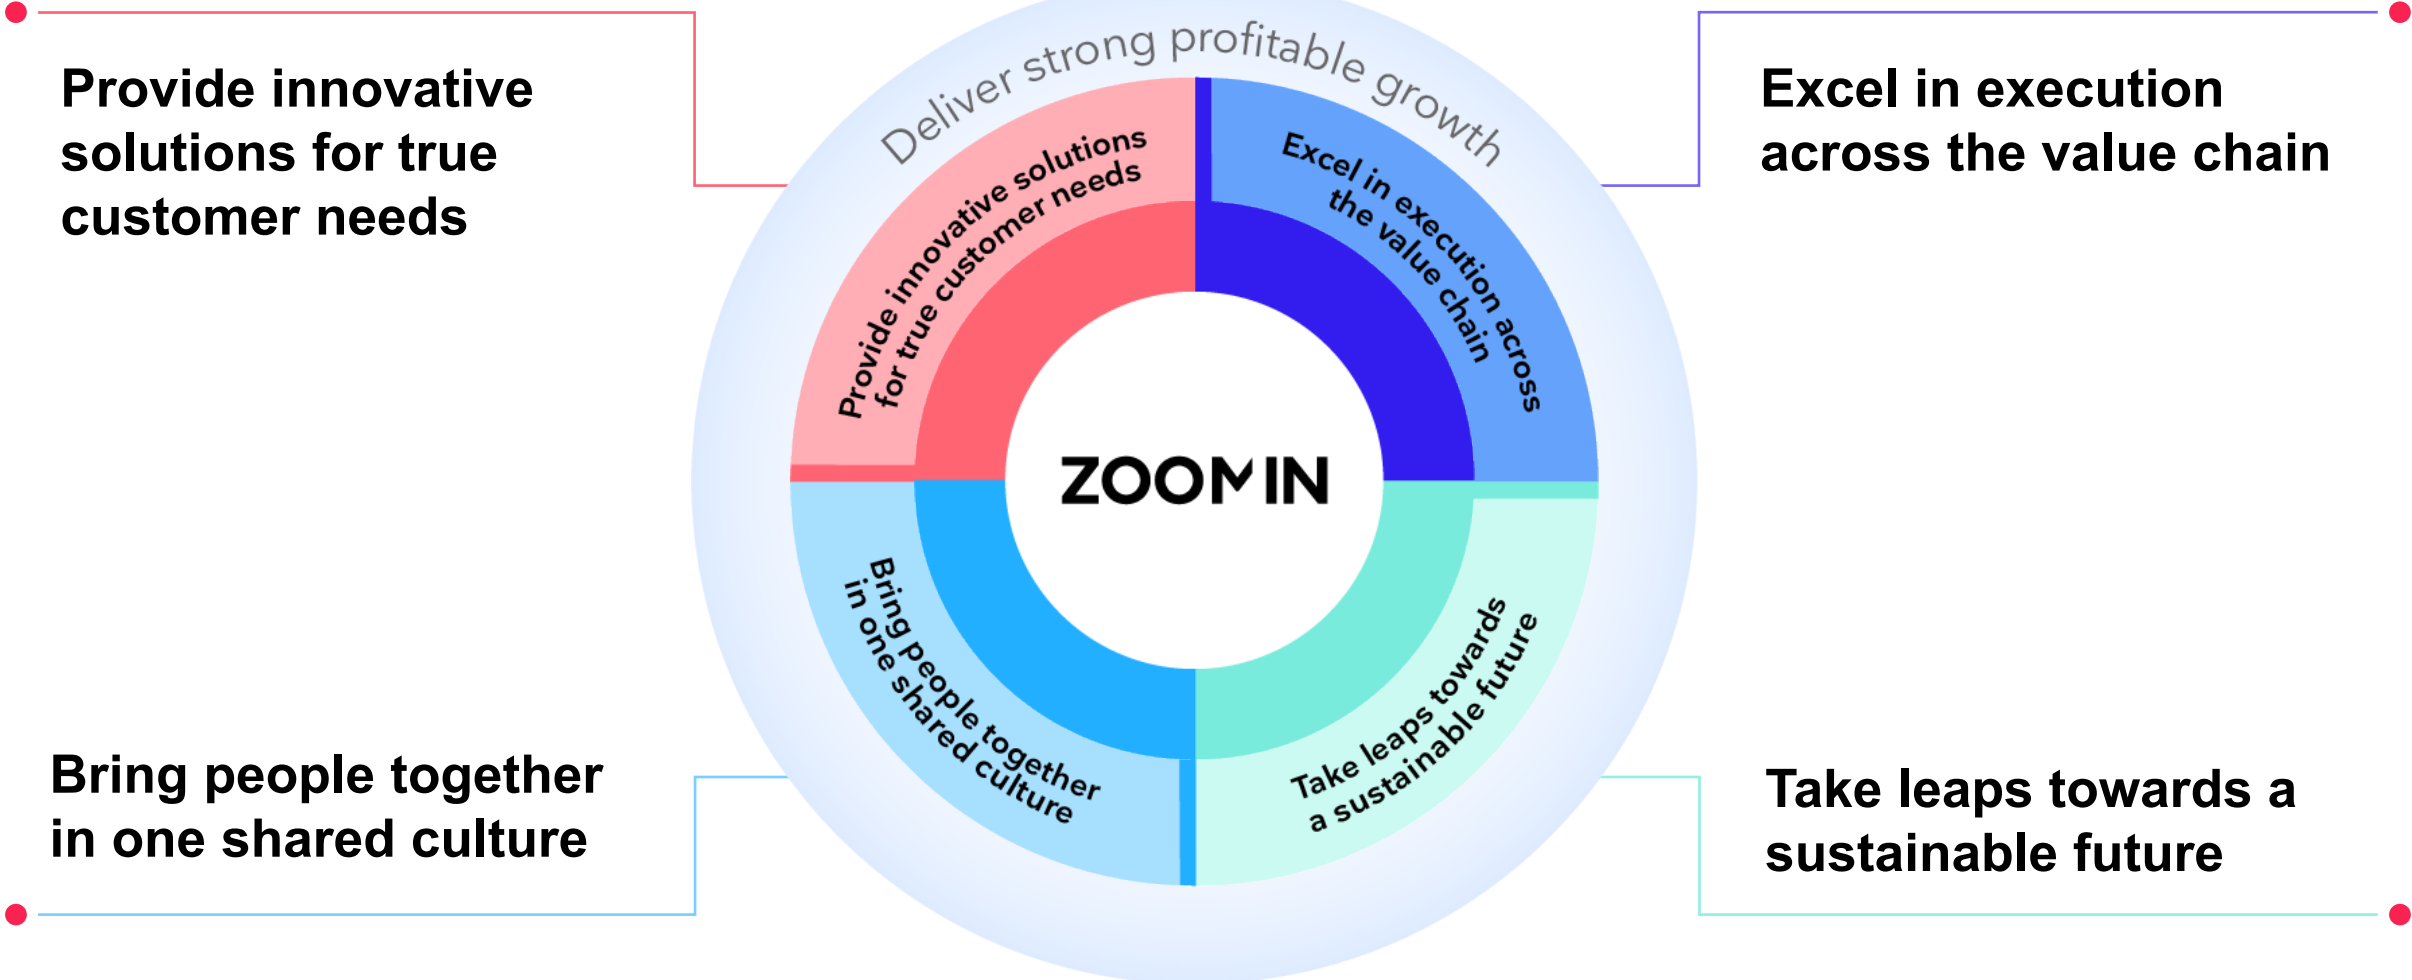 Provide innovative
solutions for true
customer needs
Deliver strong profitable growth
Excel in execution
across the value chain
Provide innovative solutions
for true customer needs
Excel in execution across
the value chain
ZOOMIN
Bring people together
in one shared culture
Take leaps towards
a sustainable future
Bring people together
in one shared culture
Take leaps towards a
sustainable future